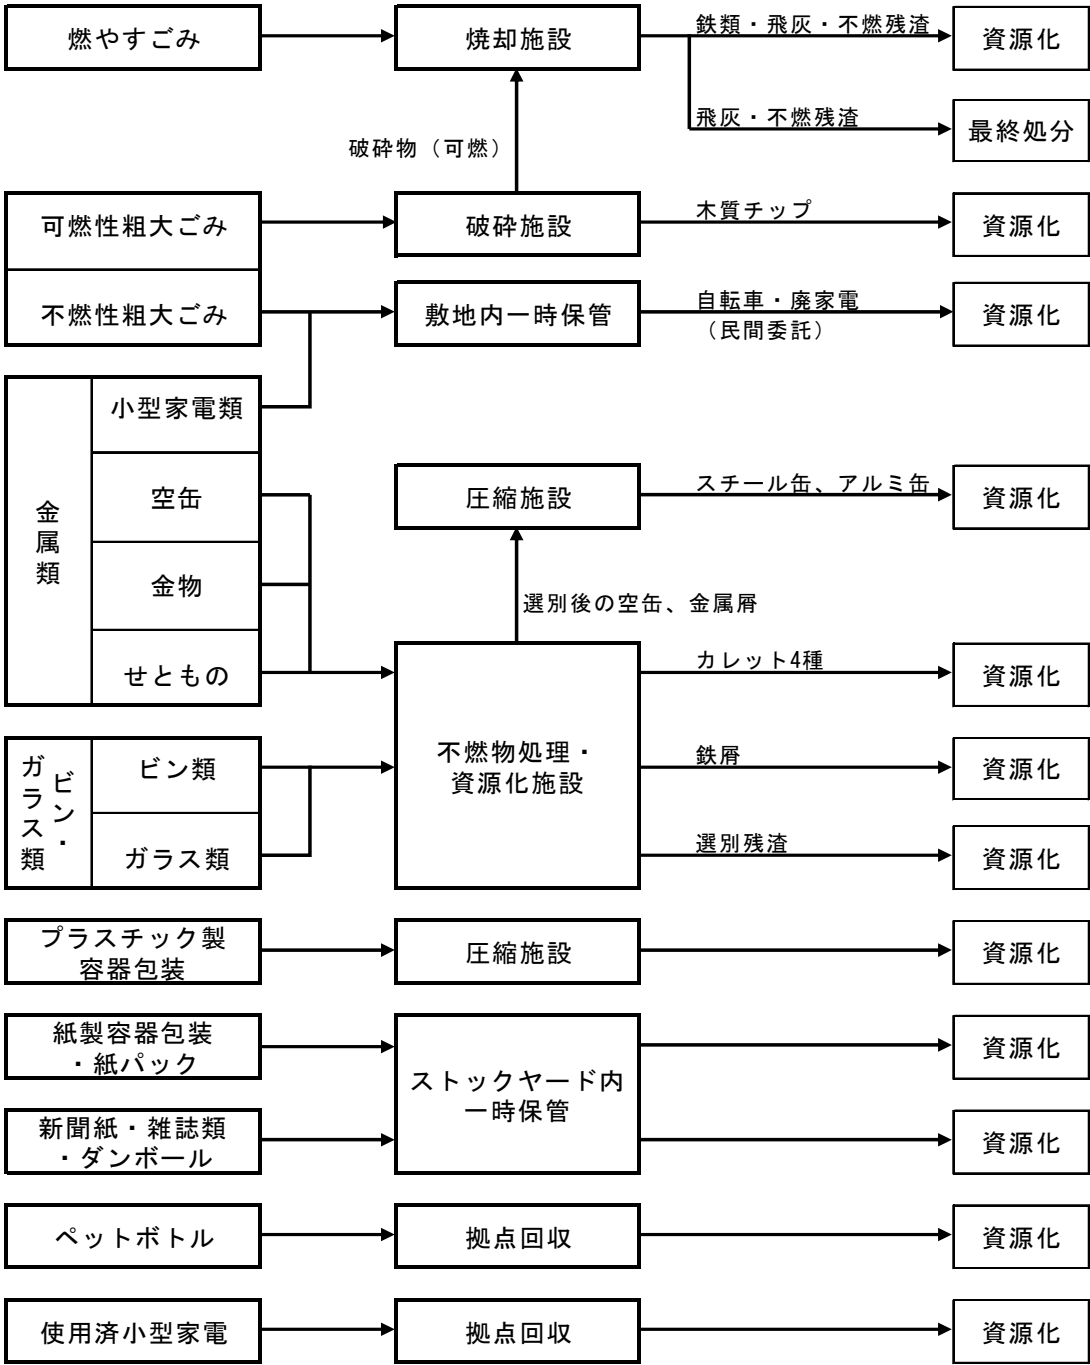 燃やすごみ
焼却施設
鉄類・飛灰・不燃残渣
資源化
飛灰・不燃残渣
最終処分
破砕物（可燃）
可燃性粗大ごみ
破砕施設
木質チップ
資源化
不燃性粗大ごみ
敷地内一時保管
自転車・廃家電
（民間委託）
資源化
金属類
小型家電類
空缶
圧縮施設
スチール缶、アルミ缶
資源化
金物
選別後の空缶、金属屑
せともの
カレット4種
資源化
ビン・
ガラス類
ビン類
不燃物処理・
資源化施設
鉄屑
資源化
ガラス類
選別残渣
資源化
プラスチック製
容器包装
圧縮施設
資源化
紙製容器包装
・紙パック
資源化
ストックヤード内
一時保管
新聞紙・雑誌類
・ダンボール
資源化
ペットボトル
拠点回収
資源化
使用済小型家電
拠点回収
資源化